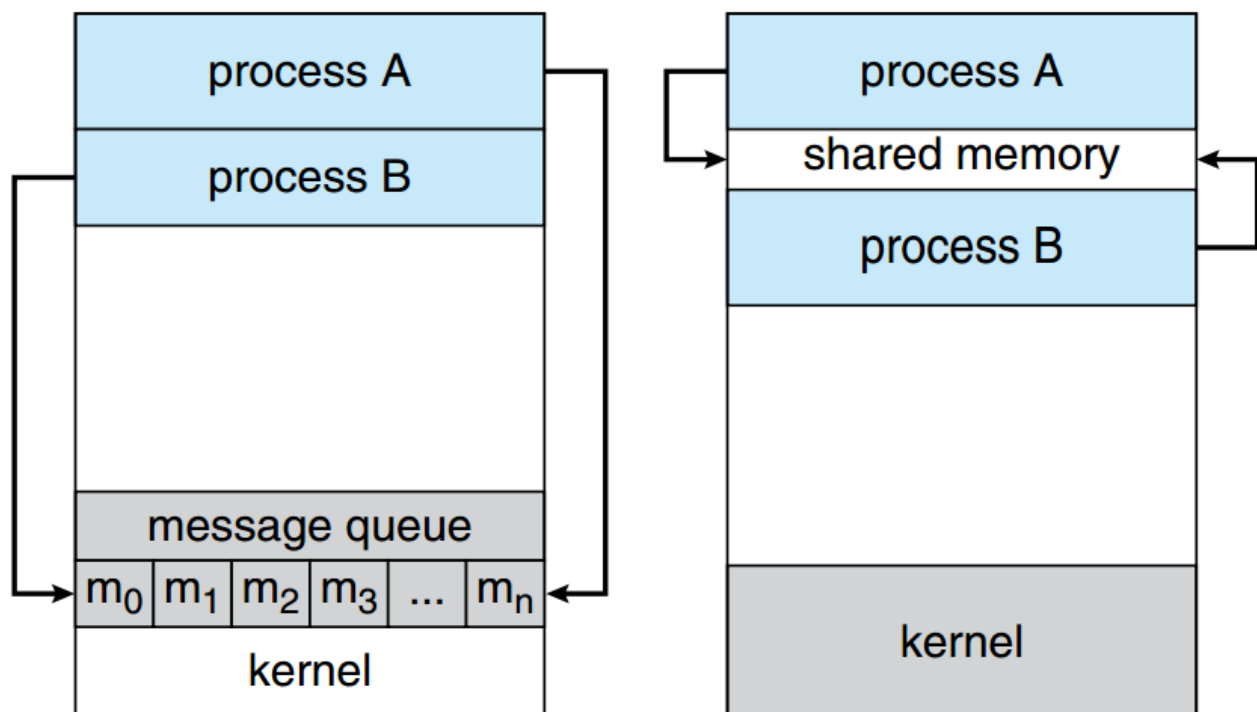 process A
process B
message queue
m0 m1 m2 m3 ... mn
kernel
process A
shared memory
process B
kernel